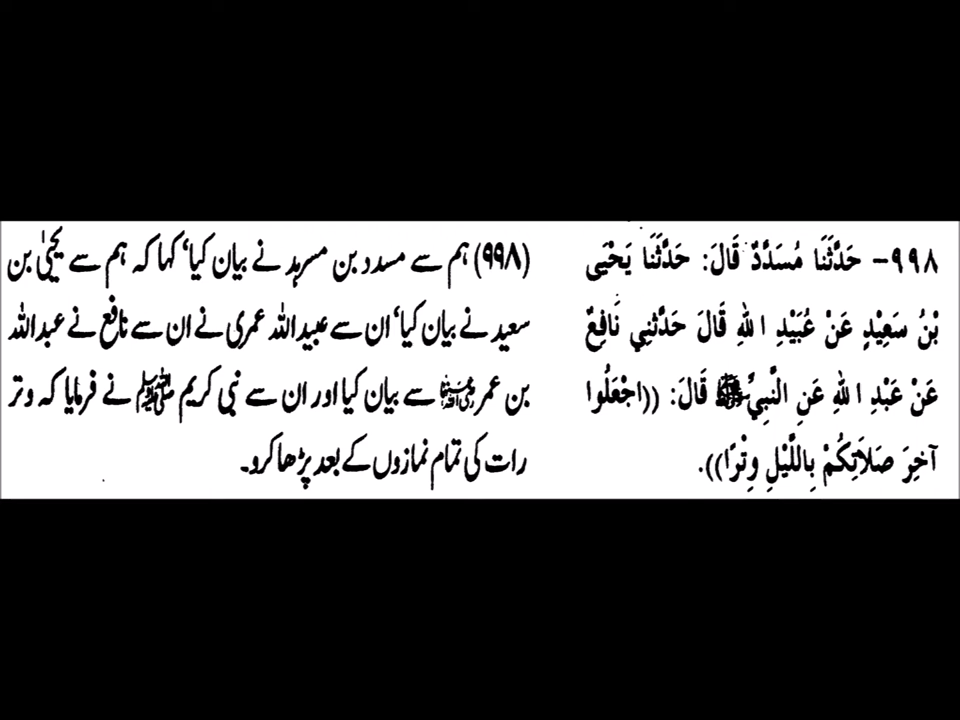 ٩٩٨- حَدَّثَنَا مُسَدَّدٌ قَالَ: حَدَّثَنَا يَحْيَى
بْنُ سَعِيْدٍ عَنْ عُبَيْدِ اللهِ قَالَ حَدَّثنِي نَافِعٌ
عَنْ عَبْدِ اللهِ عَنِ النَّبِيِّ ﷺ قَالَ: ((اجْعَلُوا
آخِرَ صَلاَتِكُمْ بِاللَّيْلِ وِتْرًا)).
(۹۹۸) ہم سے مسدد بن مسرہد نے بیان کیا‘ کہا کہ ہم سے یحییٰ بن
سعید نے بیان کیا‘ ان سے عبیداللہ عمری نے ان سے نافع نے عبداللہ
بن عمر رضی اللہ عنہما سے بیان کیا اور ان سے نبی کریم ﷺ نے فرمایا کہ وتر
رات کی تمام نمازوں کے بعد پڑھا کرو۔